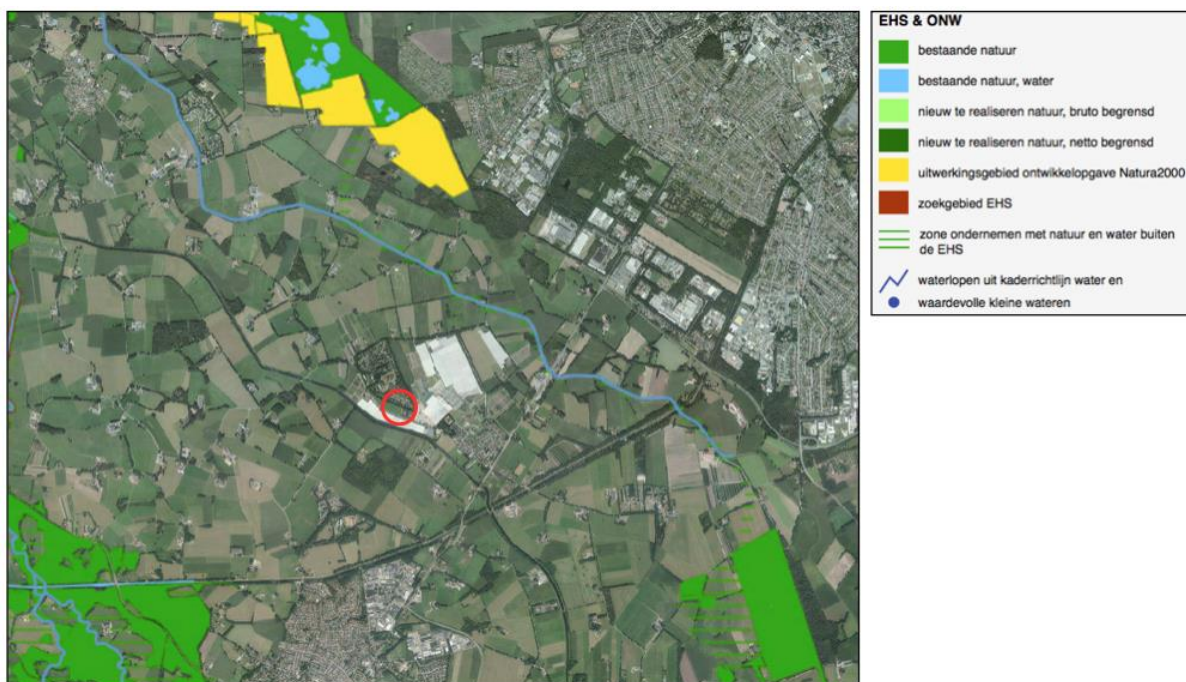 EHS & ONW
bestaande natuur
bestaande natuur, water
nieuw te realiseren natuur, bruto begrensd
nieuw te realiseren natuur, netto begrensd
uitwerkingsgebied ontwikkelopgave Natura2000
zoekgebied EHS
zone ondernemen met natuur en water buiten
de EHS
waterlopen uit kaderrichtlijn water en
waardevolle kleine wateren